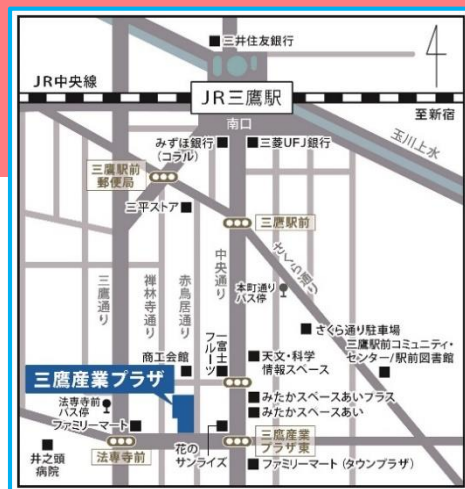 三井住友銀行
JR中央線
JR三鷹駅
至新宿
南口
玉川上水
みずほ銀行
(コラル)
三菱UFJ銀行
三鷹駅前
郵便局
三平ストア
三鷹駅前
さくら通り
三鷹通り
禅林寺通り
赤鳥居通り
中央通り
本町通り
バス停
さくら通り駐車場
三鷹駅前コミュニティ・
センター/駅前図書館
商工会館
一富士
フルーツ
天文・科学
情報スペース
三鷹産業プラザ
みたかスペースあいプラス
みたかスペースあい
法専寺前
バス停
ファミリーマート
井之頭
病院
法専寺前
花の
サンライズ
三鷹産業
プラザ東
ファミリーマート(タウンプラザ)